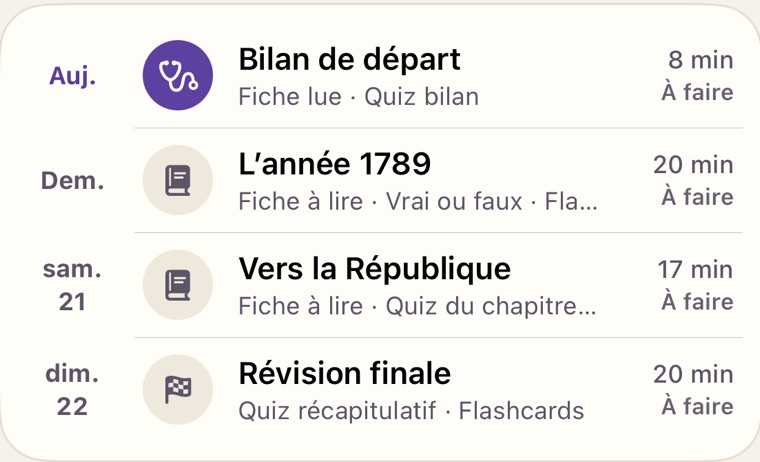 Auj.
Bilan de départ
8 min
Fiche lue · Quiz bilan
À faire
Dem.
L’année 1789
20 min
Fiche à lire · Vrai ou faux · Fla...
À faire
sam.
21
Vers la République
17 min
Fiche à lire · Quiz du chapitre...
À faire
dim.
22
Révision finale
20 min
Quiz récapitulatif · Flashcards
À faire